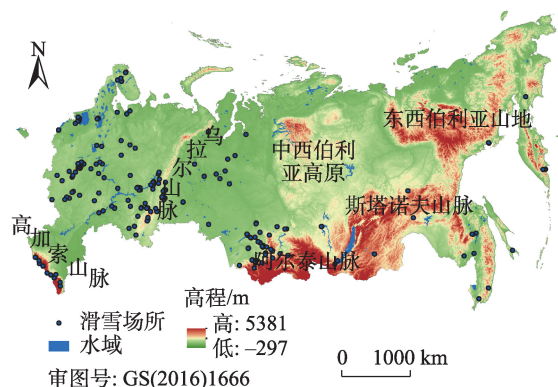 N
东西伯利亚山地
中西伯利
亚高原
乌拉尔山脉
斯塔诺夫山脉
高加索山脉
阿尔泰山脉
高程/m
滑雪场所
高: 5381
水域
低: –297
0 1000 km
审图号: GS(2016)1666